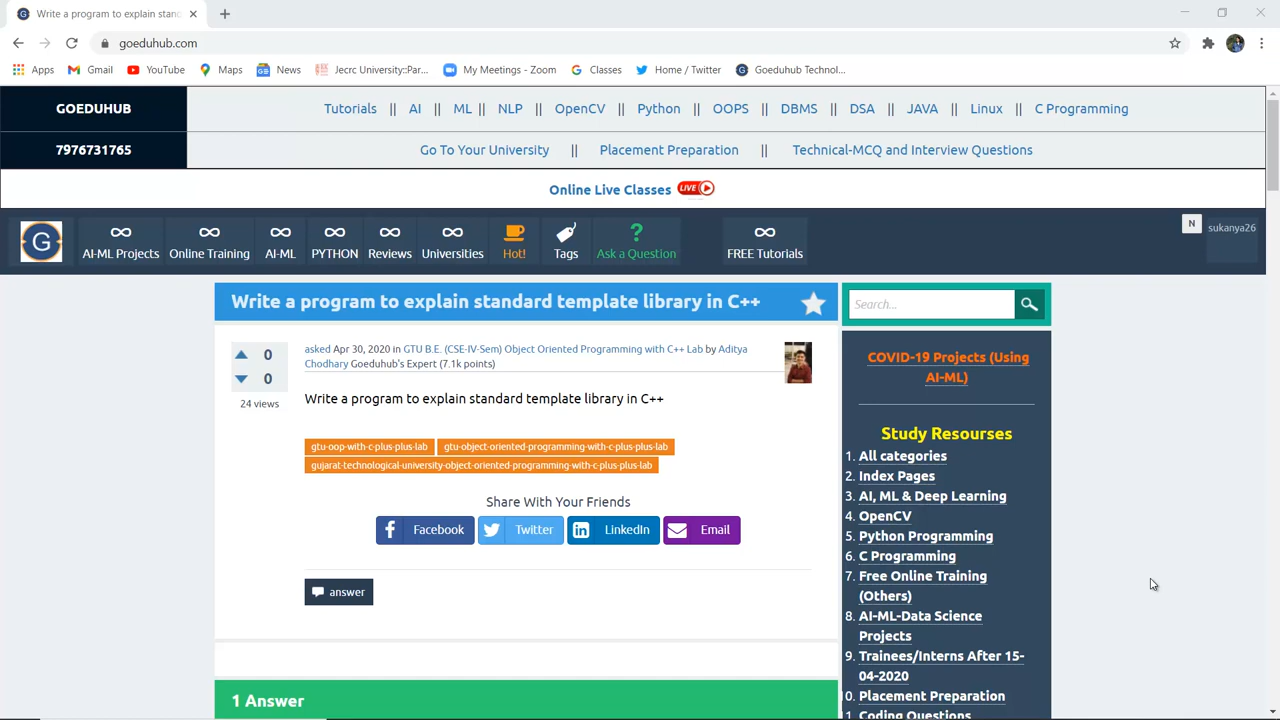 Write a program to explain stand
goeduhub.com
Apps Gmail YouTube Maps News Jecrc University::Par... My Meetings - Zoom Classes Home / Twitter Goeduhub Technol...
GOEDUHUB Tutorials || AI || ML || NLP || OpenCV || Python || OOPS || DBMS || DSA || JAVA || Linux || C Programming
7976731765 Go To Your University || Placement Preparation || Technical-MCQ and Interview Questions
Online Live Classes LIVE
G AI-ML Projects Online Training AI-ML PYTHON Reviews Universities Hot! Tags ? Ask a Question FREE Tutorials N sukanya26
Write a program to explain standard template library in C++
0
0
24 views
asked Apr 30, 2020 in GTU B.E. (CSE-IV-Sem) Object Oriented Programming with C++ Lab by Aditya
Chodhary Goeduhub's Expert (7.1k points)
Write a program to explain standard template library in C++
gtu-oop-with-c-plus-plus-lab gtu-object-oriented-programming-with-c-plus-plus-lab
gujarat-technological-university-object-oriented-programming-with-c-plus-plus-lab
Share With Your Friends
Facebook Twitter LinkedIn Email
answer
1 Answer
Search...
COVID-19 Projects (Using
AI-ML)
Study Resourses
1. All categories
2. Index Pages
3. AI, ML & Deep Learning
4. OpenCV
5. Python Programming
6. C Programming
7. Free Online Training
(Others)
8. AI-ML-Data Science
Projects
9. Trainees/Interns After 15-
04-2020
10. Placement Preparation
11. Coding Questions